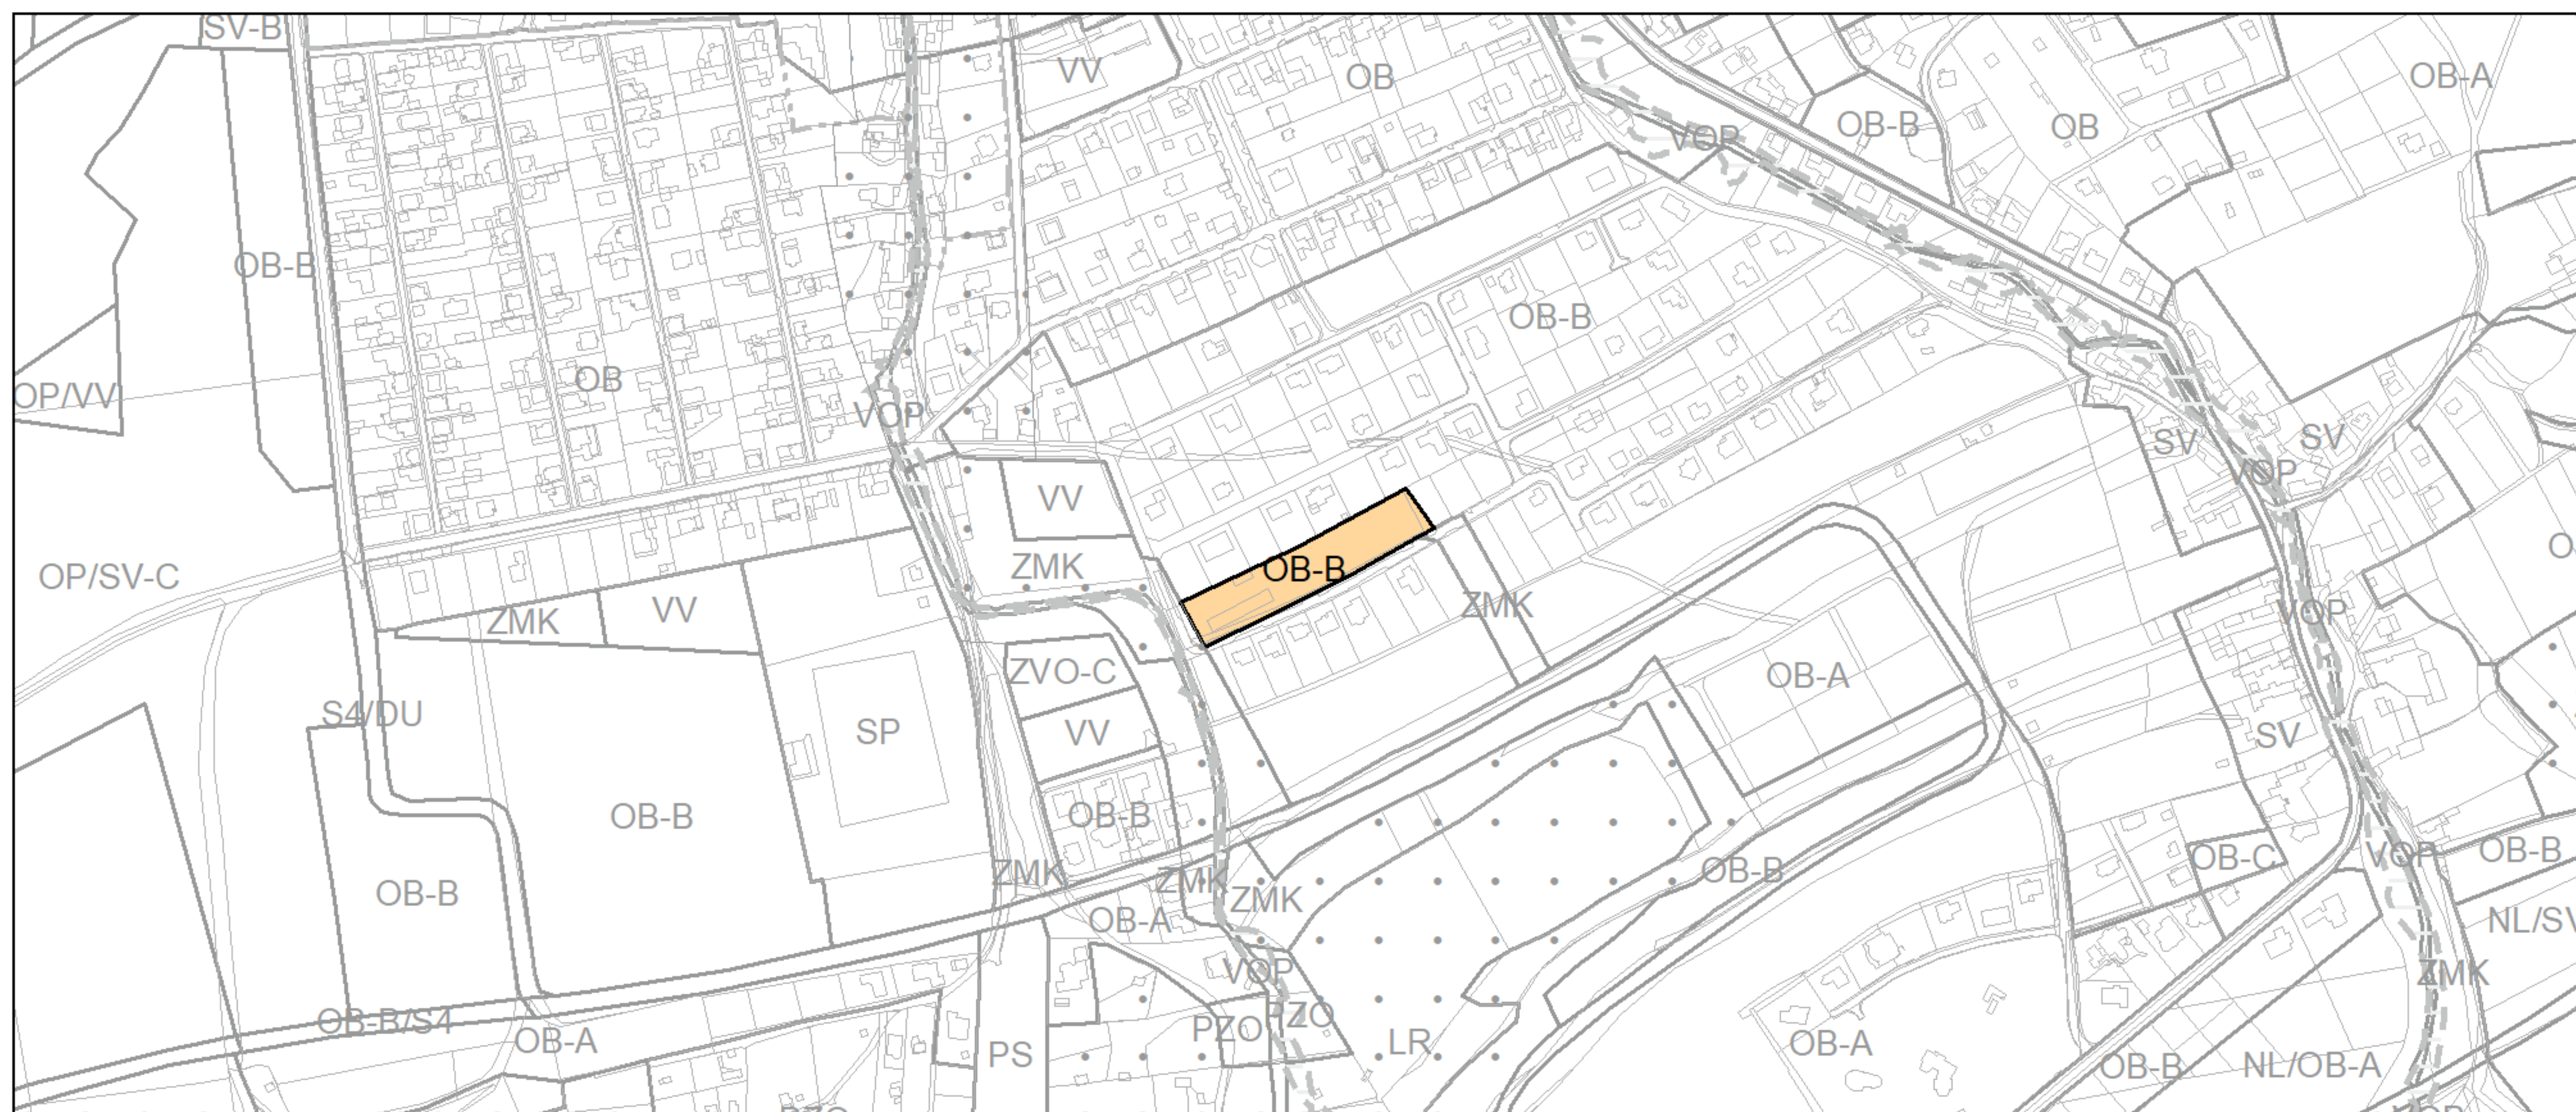 SV-B
VV
OB
OB-A
OB-B
OB
VOP
OB-B
OB-B
OB
OP/VV
VOP
SV
SV
VOP
VV
OP/SV-C
ZMK
OB-B
ZMK
VV
ZMK
VOP
ZVO-C
OB-A
S4/DU
SP
VV
SV
OB-B
OB-B
ZMK
ZMK
ZMK
OB-B
OB-C
VOP
OB-B
OB-B
OB-A
NL/SV
VOP
ZMK
OB-B/S4
OB-A
PS
PZO
PZO
LR
OB-A
OB-B
NL/OB-A